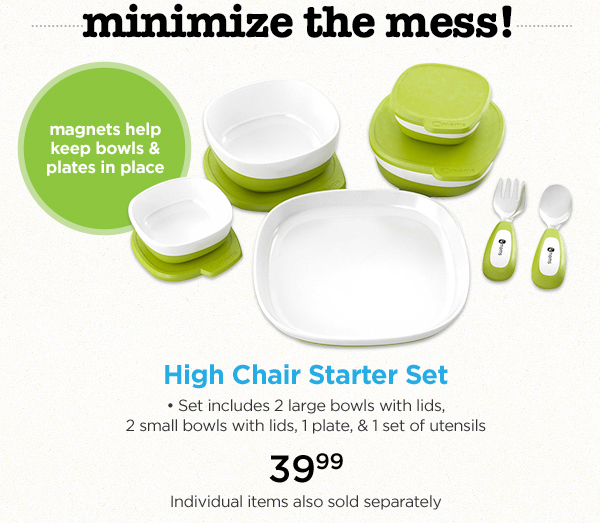 minimize the mess!
magnets help
keep bowls &
plates in place
High Chair Starter Set
• Set includes 2 large bowls with lids,
2 small bowls with lids, 1 plate, & 1 set of utensils
39⁹⁹
Individual items also sold separately